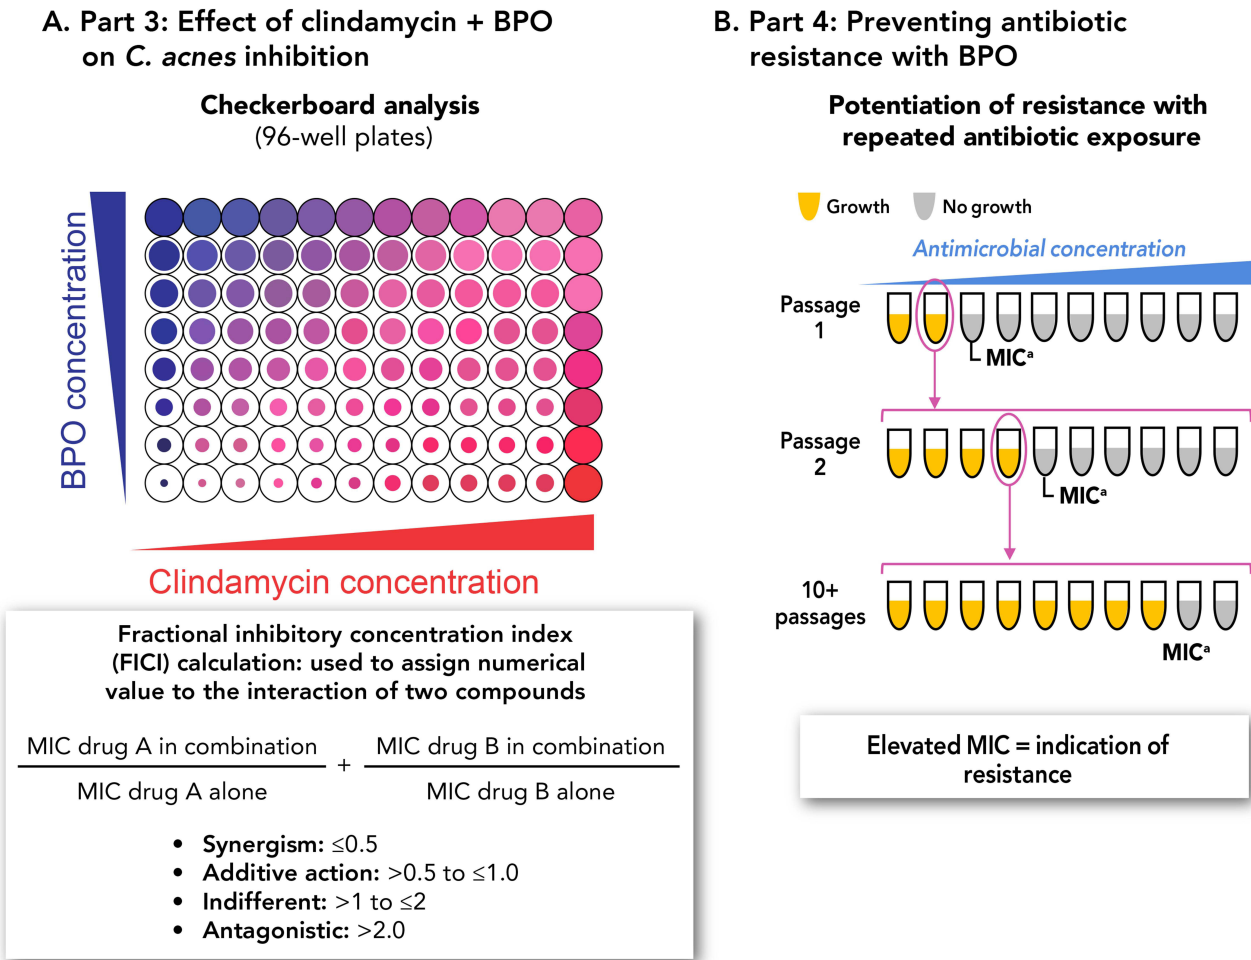 A. Part 3: Effect of clindamycin + BPO
on C. acnes inhibition
Checkerboard analysis
(96-well plates)
BPO concentration
Clindamycin concentration
Fractional inhibitory concentration index
(FICI) calculation: used to assign numerical
value to the interaction of two compounds
MIC drug A in combination
MIC drug A alone
+
MIC drug B in combination
MIC drug B alone
• Synergism: ≤0.5
• Additive action: >0.5 to ≤1.0
• Indifferent: >1 to ≤2
• Antagonistic: >2.0
B. Part 4: Preventing antibiotic
resistance with BPO
Potentiation of resistance with
repeated antibiotic exposure
Growth
No growth
Antimicrobial concentration
Passage
1
MICᵃ
Passage
2
MICᵃ
10+
passages
MICᵃ
Elevated MIC = indication of
resistance